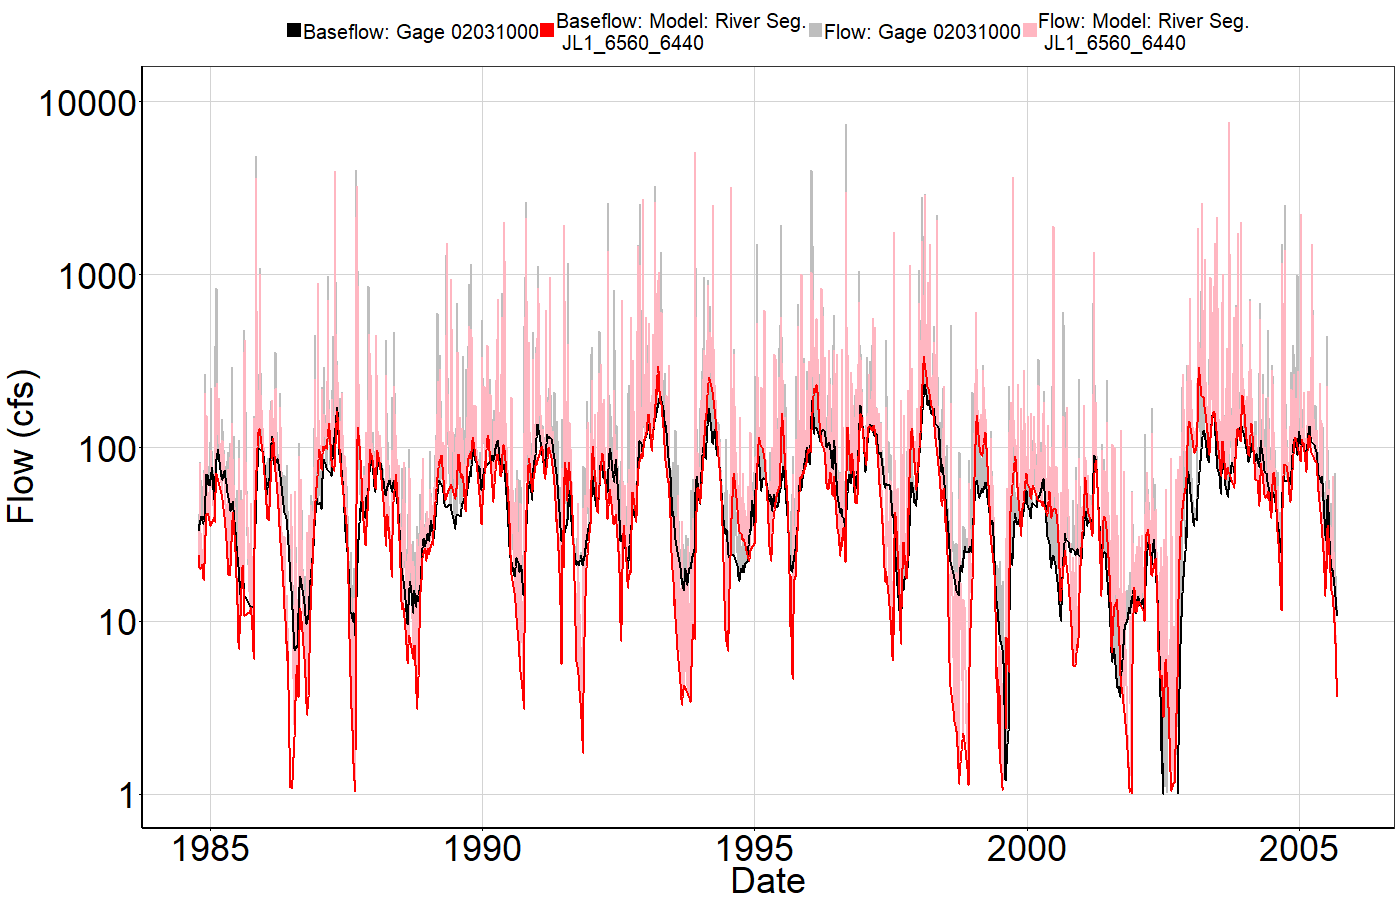 Baseflow: Gage 02031000 Baseflow: Model: River Seg. Flow: Gage 02031000 Flow: Model: River Seg.
JL1_6560_6440 JL1_6560_6440
10000
1000
100
10
1
Flow (cfs)
1985 1990 1995 2000 2005
Date